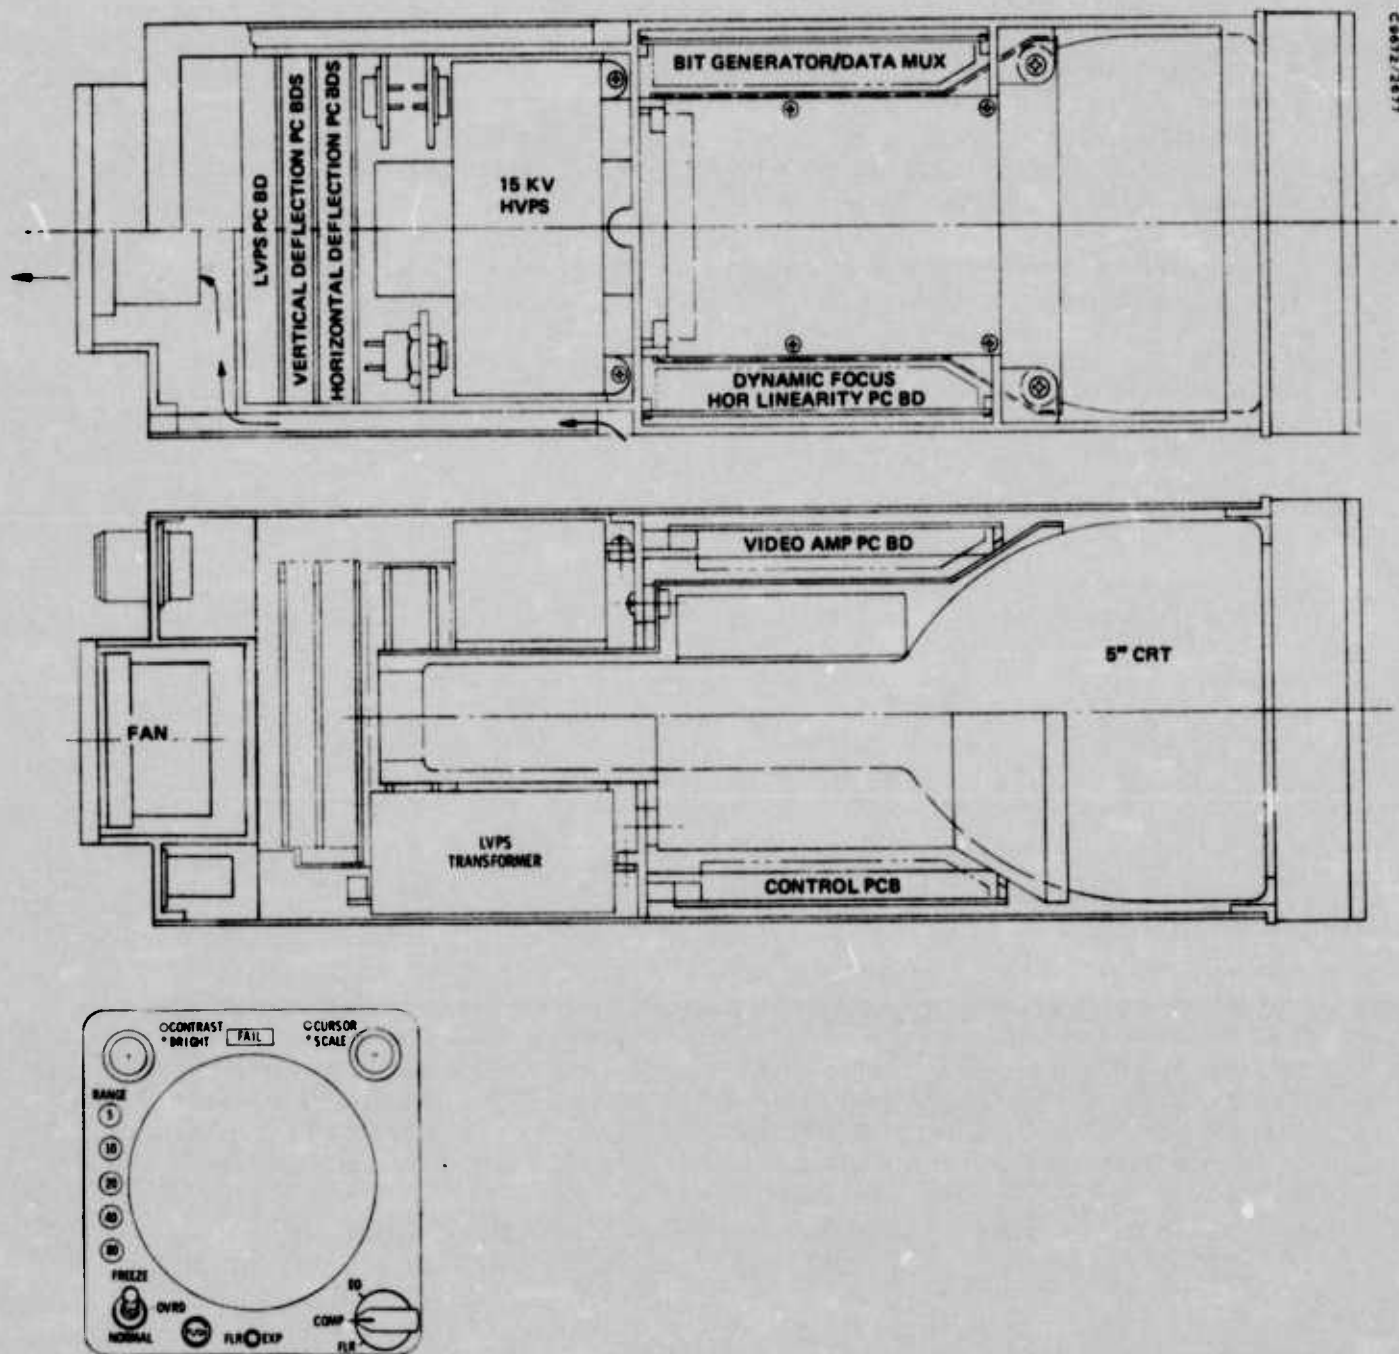 BIT GENERATOR/DATA MUX
LVPS PC BD
VERTICAL DEFLECTION PC BDS
HORIZONTAL DEFLECTION PC BDS
15 KV
HVPS
DYNAMIC FOCUS
HOR LINEARITY PC BD
VIDEO AMP PC BD
5" CRT
FAN
LVPS
TRANSFORMER
CONTROL PCB
CONTRAST
BRIGHT
FAIL
CURSOR
SCALE
RANGE
5
10
20
40
80
FREEZE
OVRD
NORMAL
FLR
EXP
EO
COMP
FLR